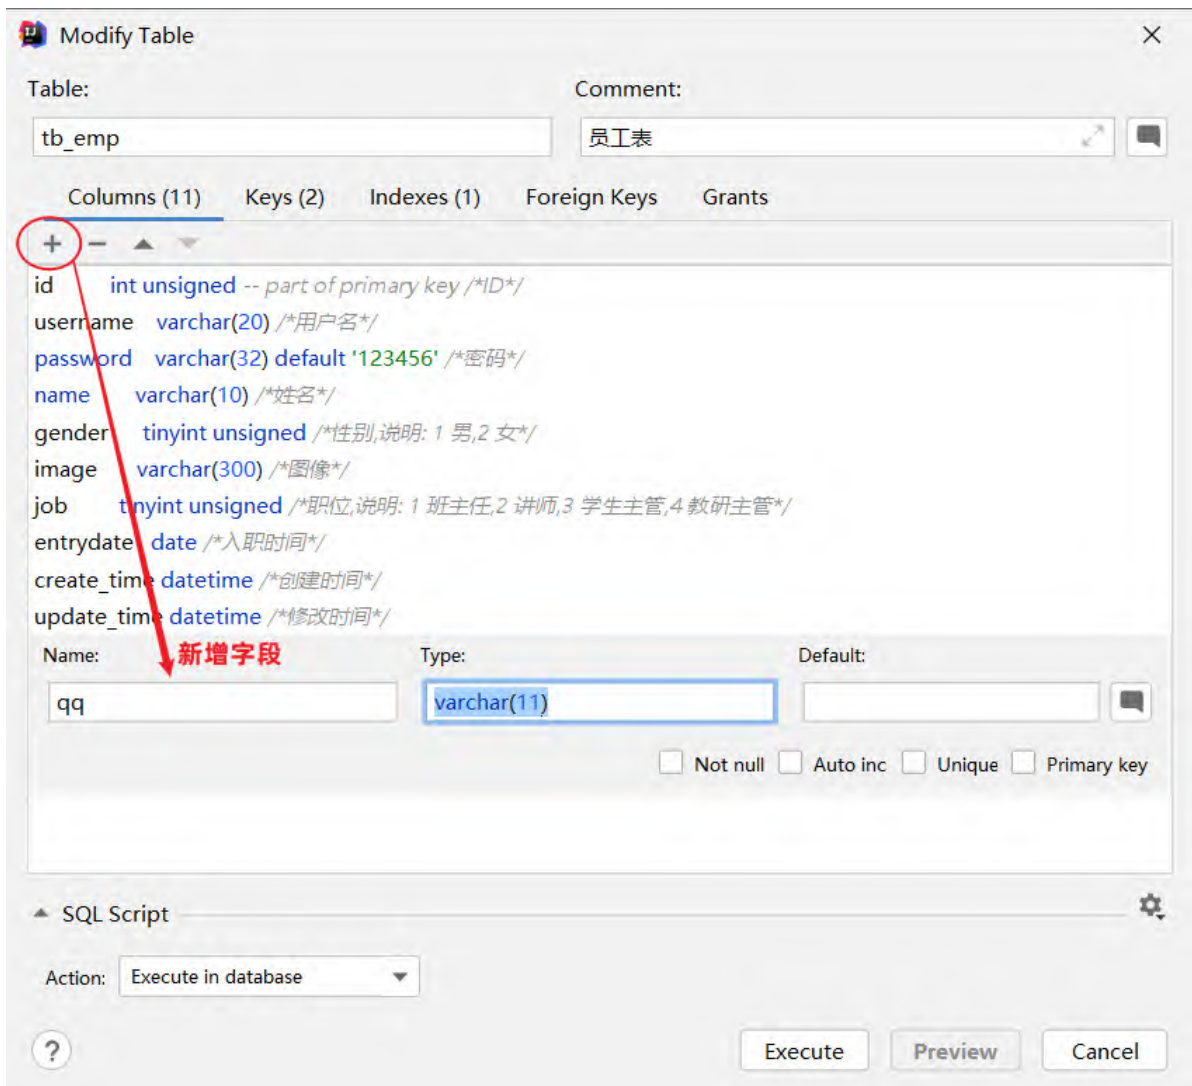 Modify Table
Table: Comment:
tb_emp 员工表
Columns (11) Keys (2) Indexes (1) Foreign Keys Grants
id int unsigned -- part of primary key /*ID*/
username varchar(20) /*用户名*/
password varchar(32) default '123456' /*密码*/
name varchar(10) /*姓名*/
gender tinyint unsigned /*性别,说明: 1 男,2 女*/
image varchar(300) /*图像*/
job tinyint unsigned /*职位,说明: 1 班主任,2 讲师,3 学生主管,4 教研主管*/
entrydate date /*入职时间*/
create_time datetime /*创建时间*/
update_time datetime /*修改时间*/
Name: 新增字段 Type: Default:
qq varchar(11)
Not null Auto inc Unique Primary key
SQL Script
Action: Execute in database
? Execute Preview Cancel